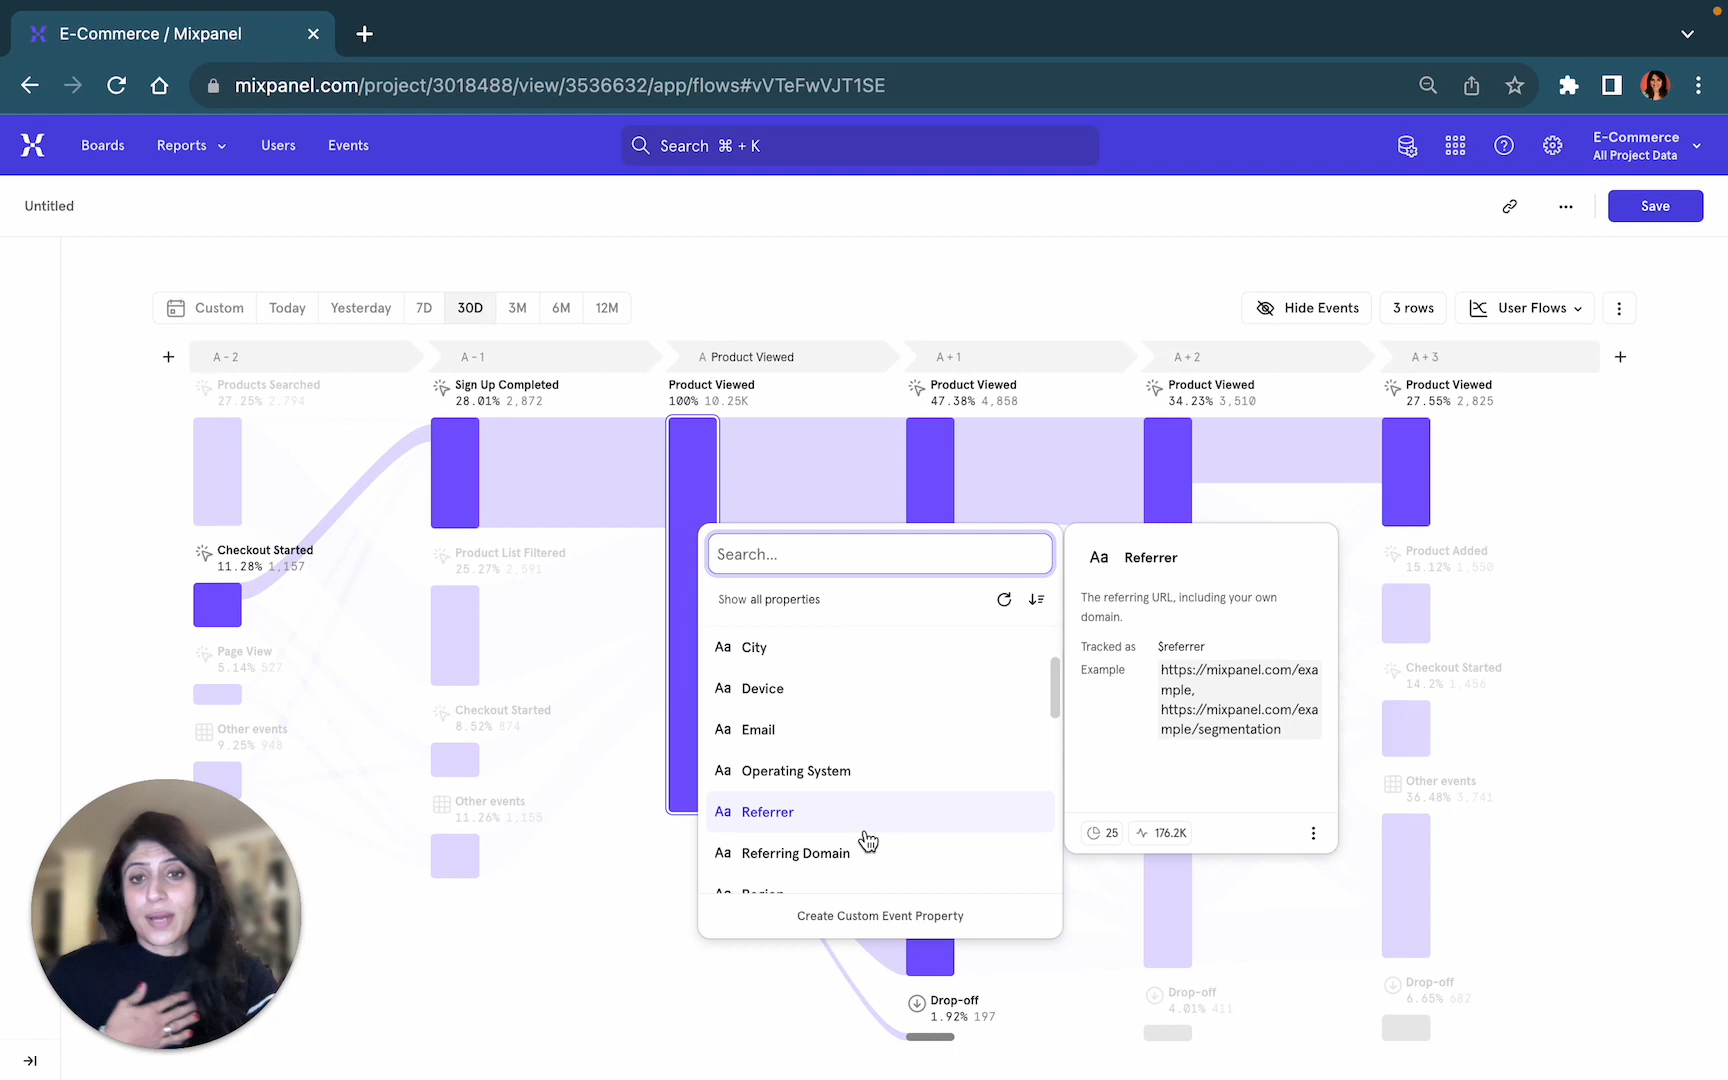 E-Commerce / Mixpanel
mixpanel.com/project/3018488/view/3536632/app/flows#vVTeFwVJT1SE
Boards
Reports
Users
Events
Search ⌘ + K
E-Commerce
All Project Data
Untitled
Save
Custom
Today
Yesterday
7D
30D
3M
6M
12M
Hide Events
3 rows
User Flows
A - 2
A - 1
A Product Viewed
A + 1
A + 2
A + 3
Products Searched
27.25% 2,794
Sign Up Completed
28.01% 2,872
Product Viewed
100% 10.25K
Product Viewed
47.38% 4,858
Product Viewed
34.23% 3,510
Product Viewed
27.55% 2,825
Checkout Started
11.28% 1,157
Product List Filtered
25.27% 2,591
Product Added
15.12% 1,550
Page View
5.14% 527
Checkout Started
14.2% 1,456
Other events
9.25% 948
Checkout Started
8.52% 874
Other events
11.26% 1,155
Other events
36.48% 3,741
Search...
Show all properties
Aa City
Aa Device
Aa Email
Aa Operating System
Aa Referrer
Aa Referring Domain
Aa Region
Create Custom Event Property
Aa Referrer
The referring URL, including your own
domain.
Tracked as $referrer
Example https://mixpanel.com/exa
mple,
https://mixpanel.com/exa
mple/segmentation
25
176.2K
Drop-off
1.92% 197
Drop-off
4.01% 411
Drop-off
6.65% 682